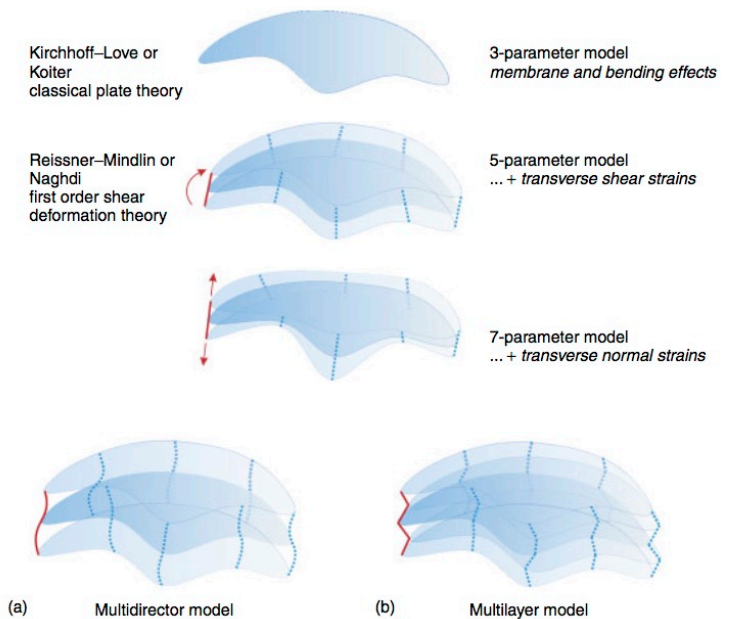 Kirchhoff–Love or
Koiter
classical plate theory
3-parameter model
membrane and bending effects
Reissner–Mindlin or
Naghdi
first order shear
deformation theory
5-parameter model
... + transverse shear strains
7-parameter model
... + transverse normal strains
(a) Multidirector model
(b) Multilayer model